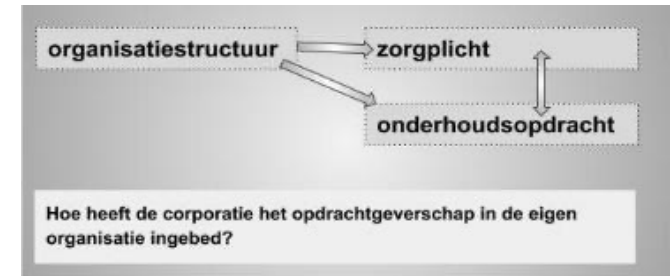 organisatiestructuur
zorgplicht
onderhoudsopdracht
Hoe heeft de corporatie het opdrachtgeverschap in de eigen
organisatie ingebed?